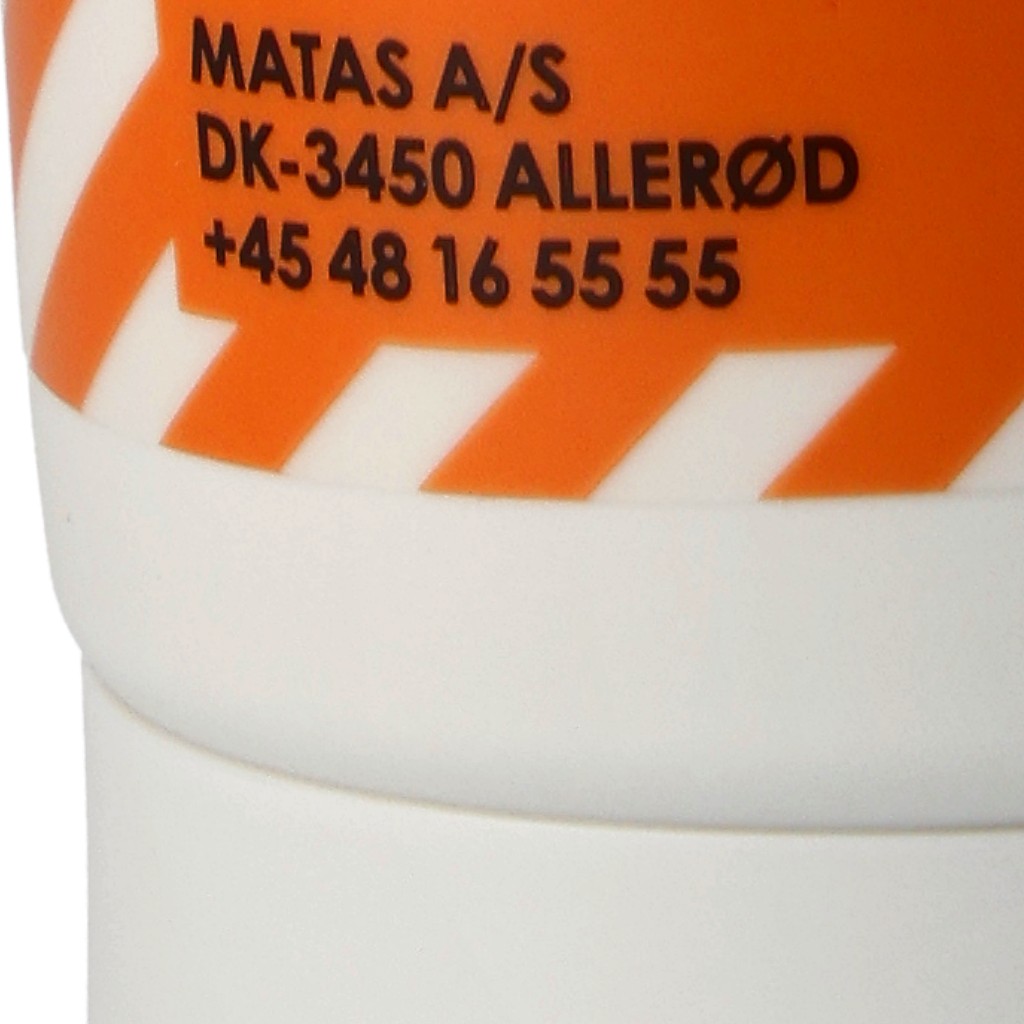 MATAS A/S
DK-3450 ALLERØD
+45 48 16 55 55